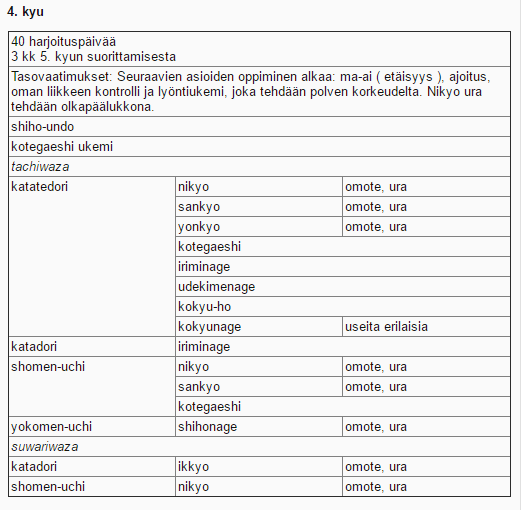 4. kyu
40 harjoituspäivää
3 kk 5. kyun suorittamisesta
Tasovaatimukset: Seuraavien asioiden oppiminen alkaa: ma-ai ( etäisyys ), ajoitus,
oman liikkeen kontrolli ja lyöntiukemi, joka tehdään polven korkeudelta. Nikyo ura
tehdään olkapäälukkona.
shiho-undo
kotegaeshi ukemi
tachiwaza
katatedori nikyo omote, ura
sankyo omote, ura
yonkyo omote, ura
kotegaeshi
iriminage
udekimenage
kokyu-ho
kokyunage useita erilaisia
katadori iriminage
shomen-uchi nikyo omote, ura
sankyo omote, ura
kotegaeshi
yokomen-uchi shihonage omote, ura
suwariwaza
katadori ikkyo omote, ura
shomen-uchi nikyo omote, ura